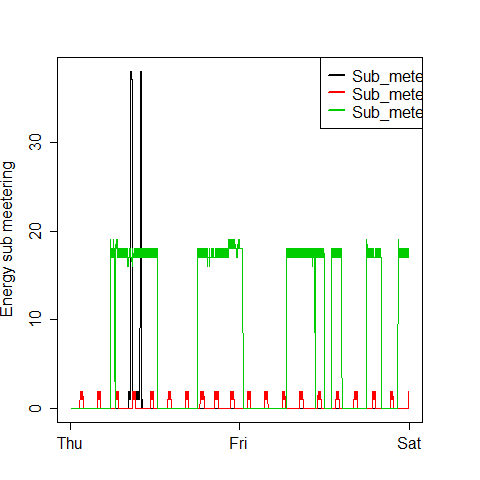 Sub_mete
Sub_mete
Sub_mete
Energy sub meetering
30
20
10
0
Thu
Fri
Sat